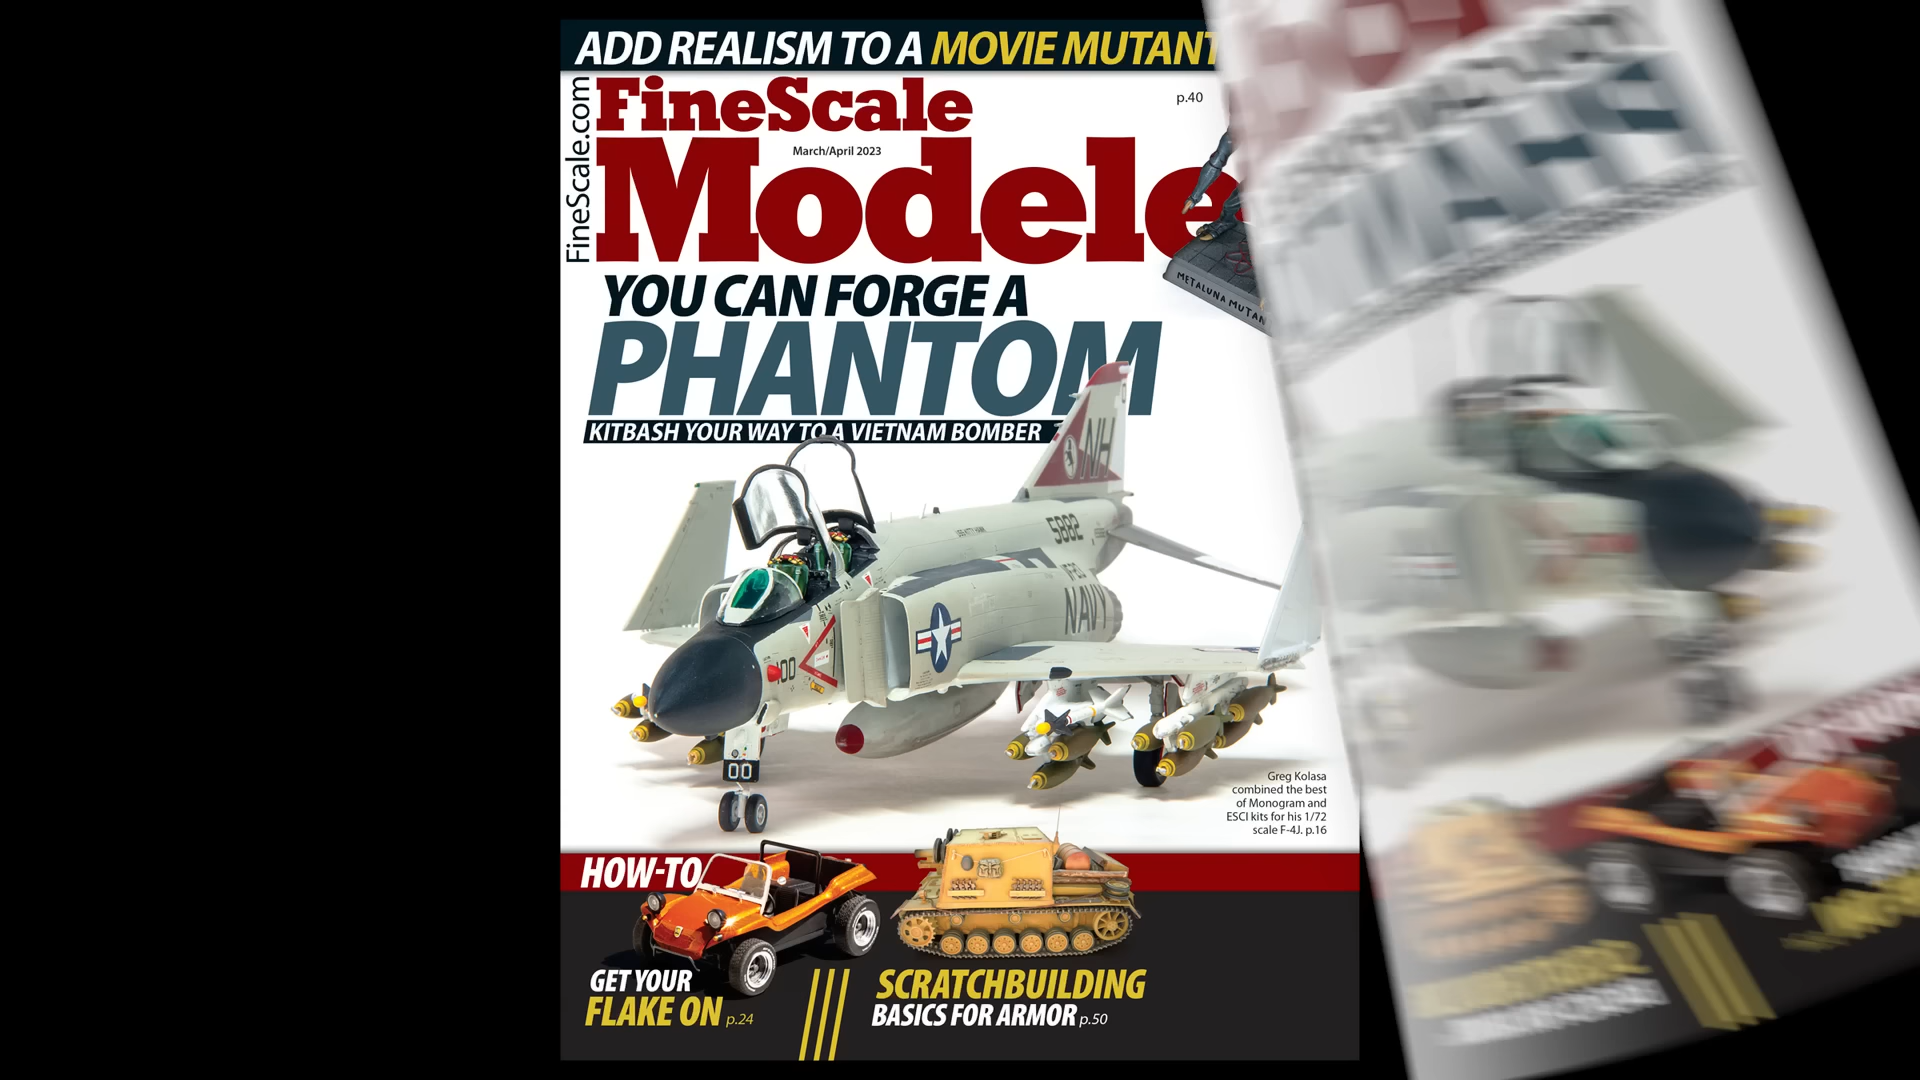 ADD REALISM TO A MOVIE MUTANT
FineScale.com
FineScale
p.40
March/April 2023
Modele
METALUNA MUTAN
YOU CAN FORGE A
PHANTOM
KITBASH YOUR WAY TO A VIETNAM BOMBER
NH
5882
NAVY
100
00
Greg Kolasa
combined the best
of Monogram and
ESCI kits for his 1/72
scale F-4J. p.16
HOW-TO
GET YOUR
FLAKE ON p.24
SCRATCHBUILDING
BASICS FOR ARMOR p.50